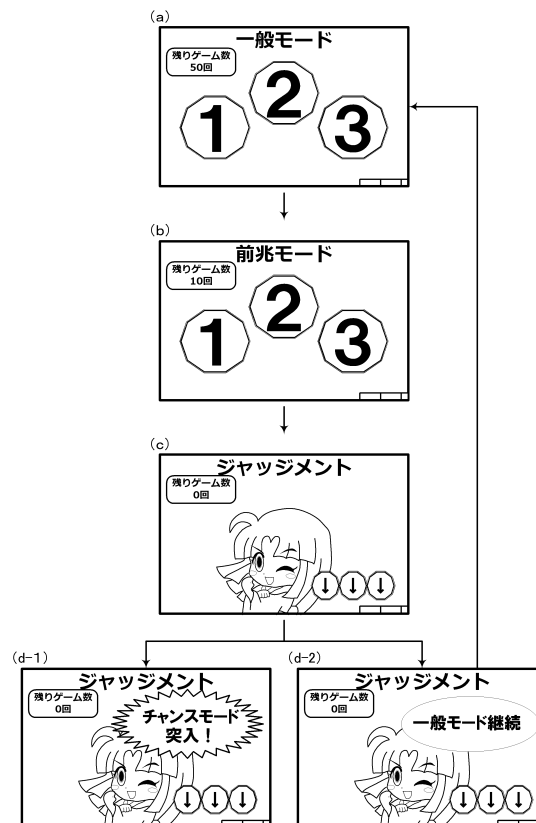 (a)
一般モード
残りゲーム数
50回
1 2 3
(b)
前兆モード
残りゲーム数
10回
1 2 3
(c)
ジャッジメント
残りゲーム数
0回
↓ ↓ ↓
(d-1)
ジャッジメント
残りゲーム数
0回
チャンスモード
突入！
↓ ↓ ↓
(d-2)
ジャッジメント
残りゲーム数
0回
一般モード継続
↓ ↓ ↓